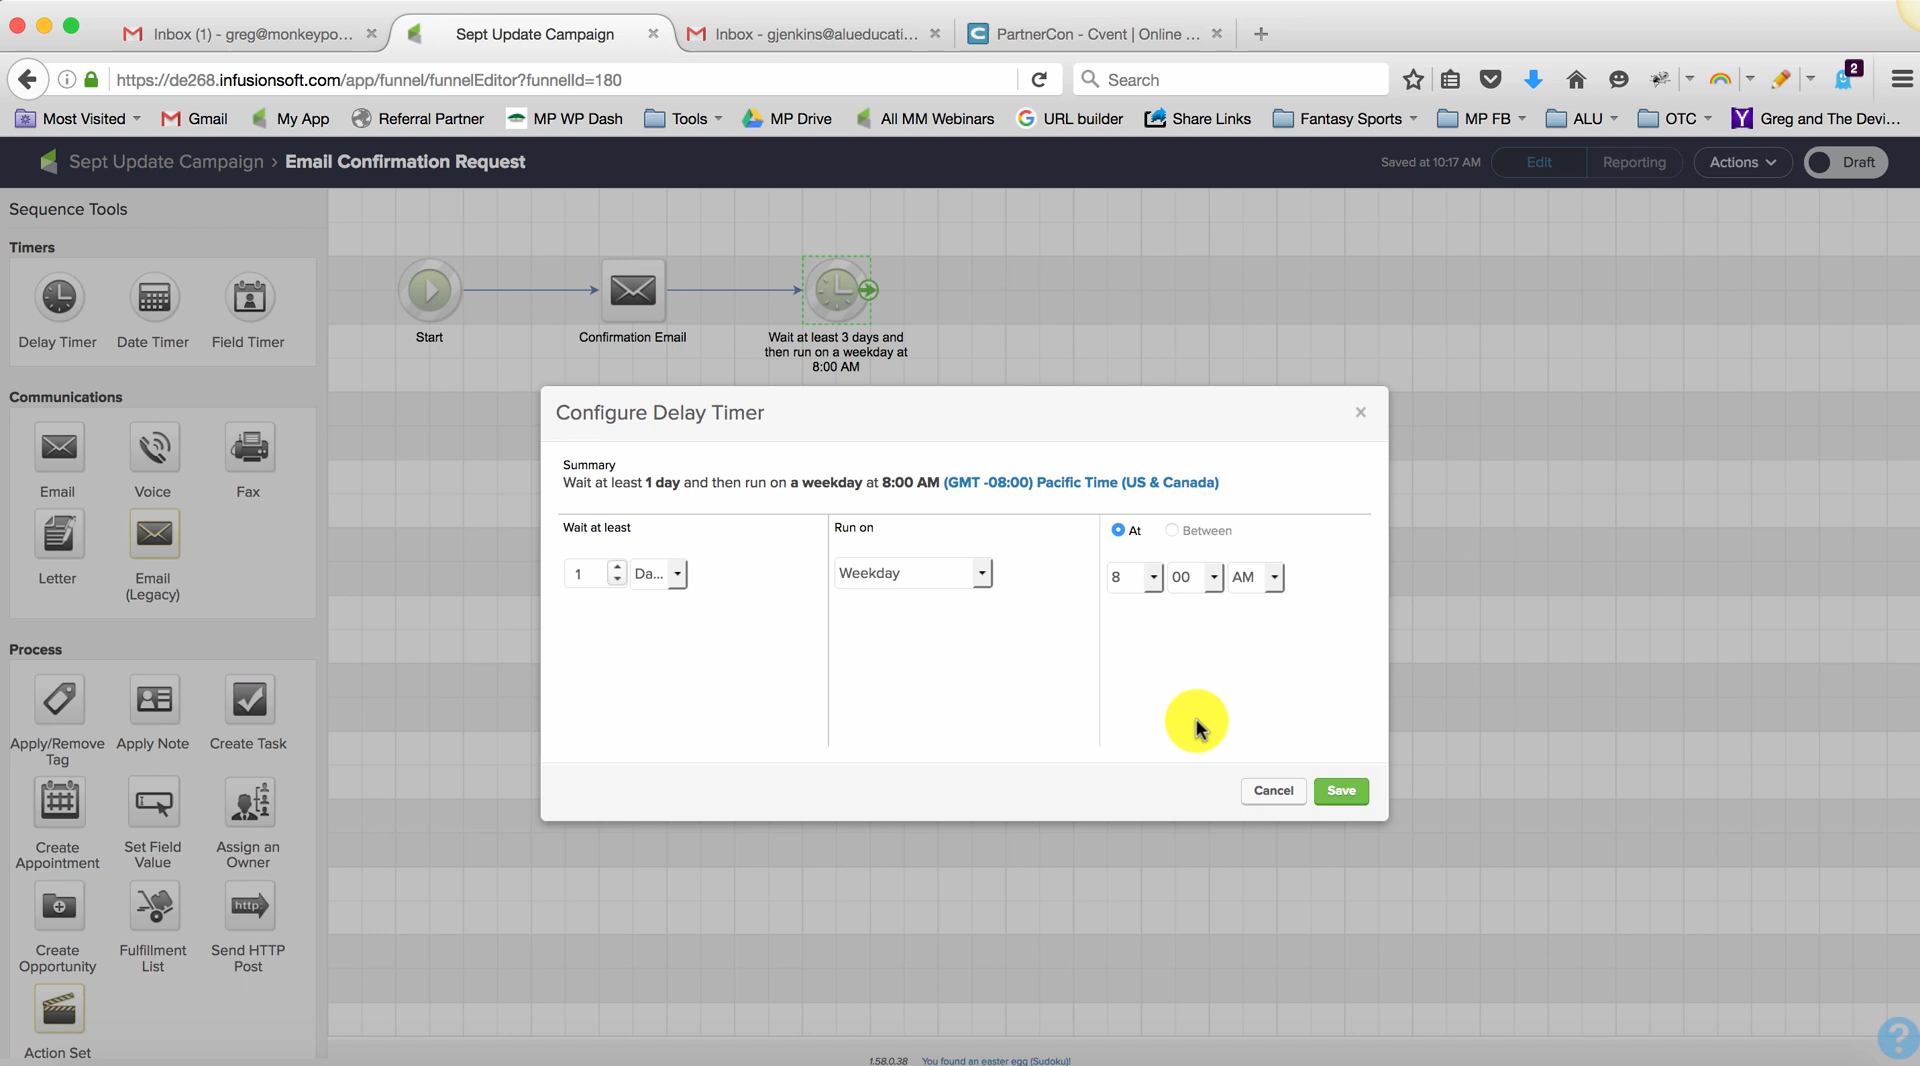 Inbox (1) - greg@monkeypo...
Sept Update Campaign
Inbox - gjenkins@alueducati...
PartnerCon - Cvent | Online ...
https://de268.infusionsoft.com/app/funnel/funnelEditor?funnelId=180
Search
2
Most Visited
Gmail
My App
Referral Partner
MP WP Dash
Tools
MP Drive
All MM Webinars
URL builder
Share Links
Fantasy Sports
MP FB
ALU
OTC
Greg and The Devi...
Sept Update Campaign › Email Confirmation Request
Saved at 10:17 AM
Edit
Reporting
Actions
Draft
Sequence Tools
Timers
Delay Timer
Date Timer
Field Timer
Communications
Email
Voice
Fax
Letter
Email
(Legacy)
Process
Apply/Remove
Tag
Apply Note
Create Task
Create
Appointment
Set Field
Value
Assign an
Owner
http:
Create
Opportunity
Fulfillment
List
Send HTTP
Post
Action Set
Start
Confirmation Email
Wait at least 3 days and
then run on a weekday at
8:00 AM
Configure Delay Timer
Summary
Wait at least 1 day and then run on a weekday at 8:00 AM (GMT -08:00) Pacific Time (US & Canada)
Wait at least
1
Da...
Run on
Weekday
At
Between
8
00
AM
Cancel
Save
1.58.0.38
You found an easter egg (Sudoku)!
?